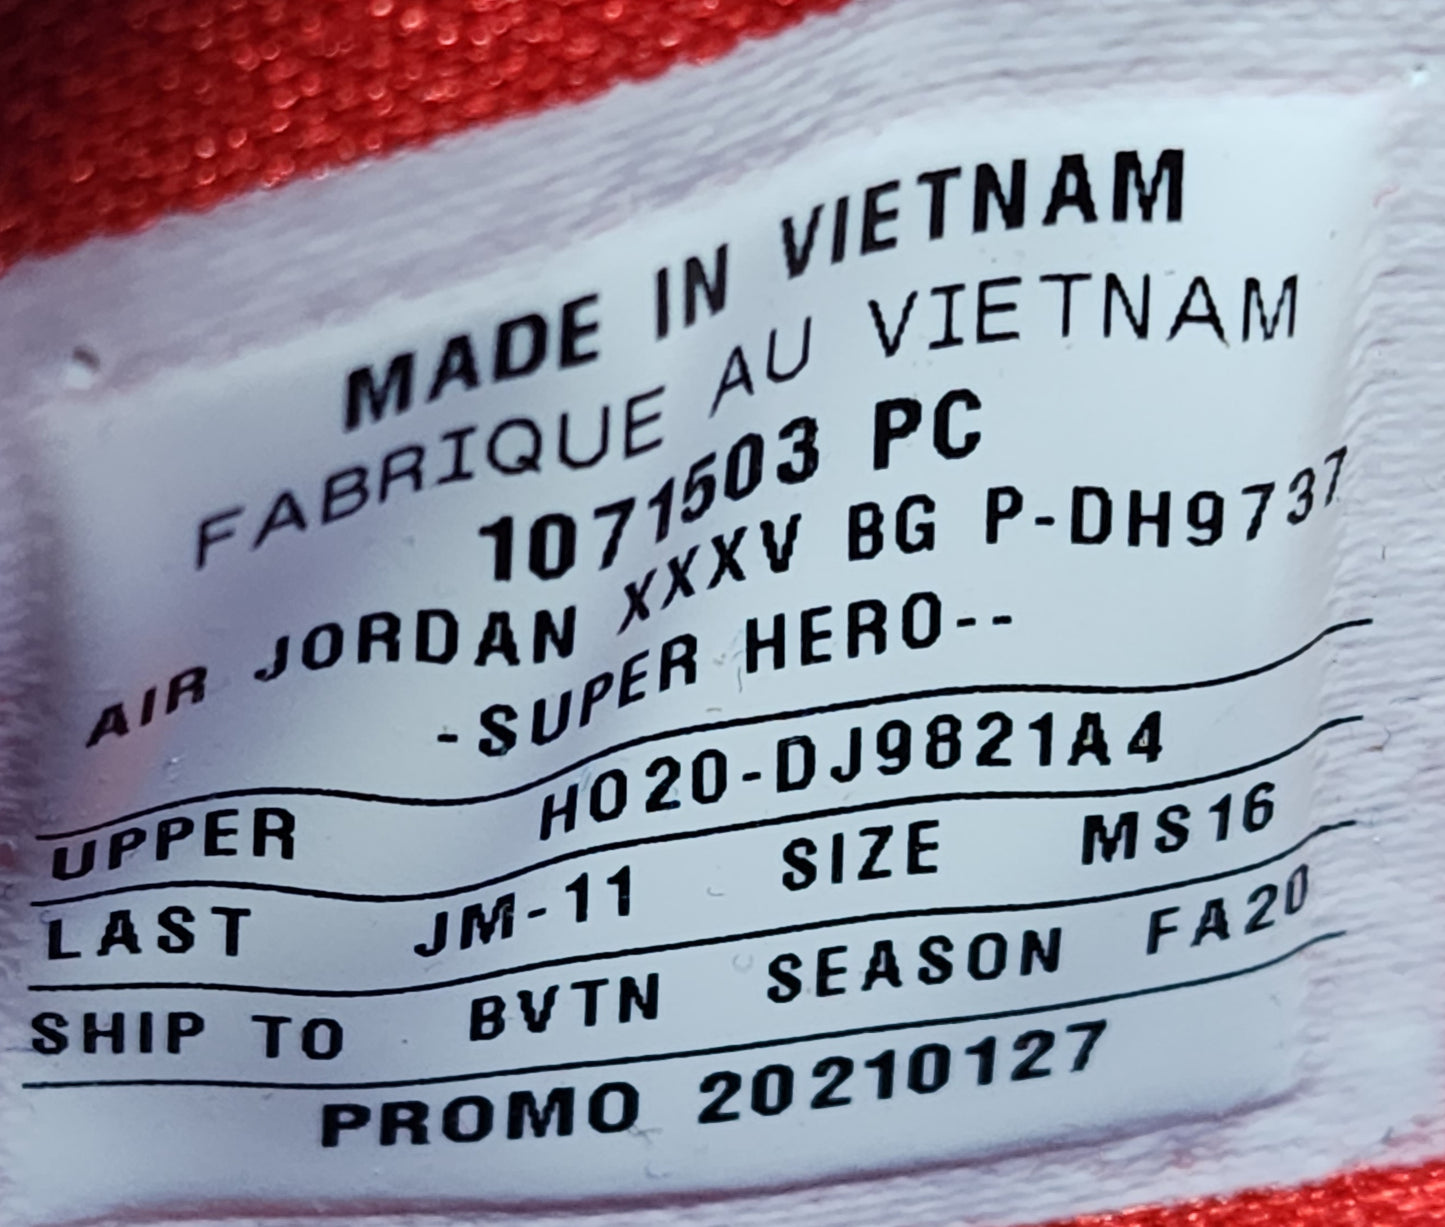 MADE IN VIETNAM
FABRIQUE AU VIETNAM
1071503 PC
AIR JORDAN XXXV BG P-DH9737
-SUPER HERO--
UPPER HO20-DJ9821A4
LAST JM-11 SIZE MS16
SHIP TO BVTN SEASON FA20
PROMO 20210127